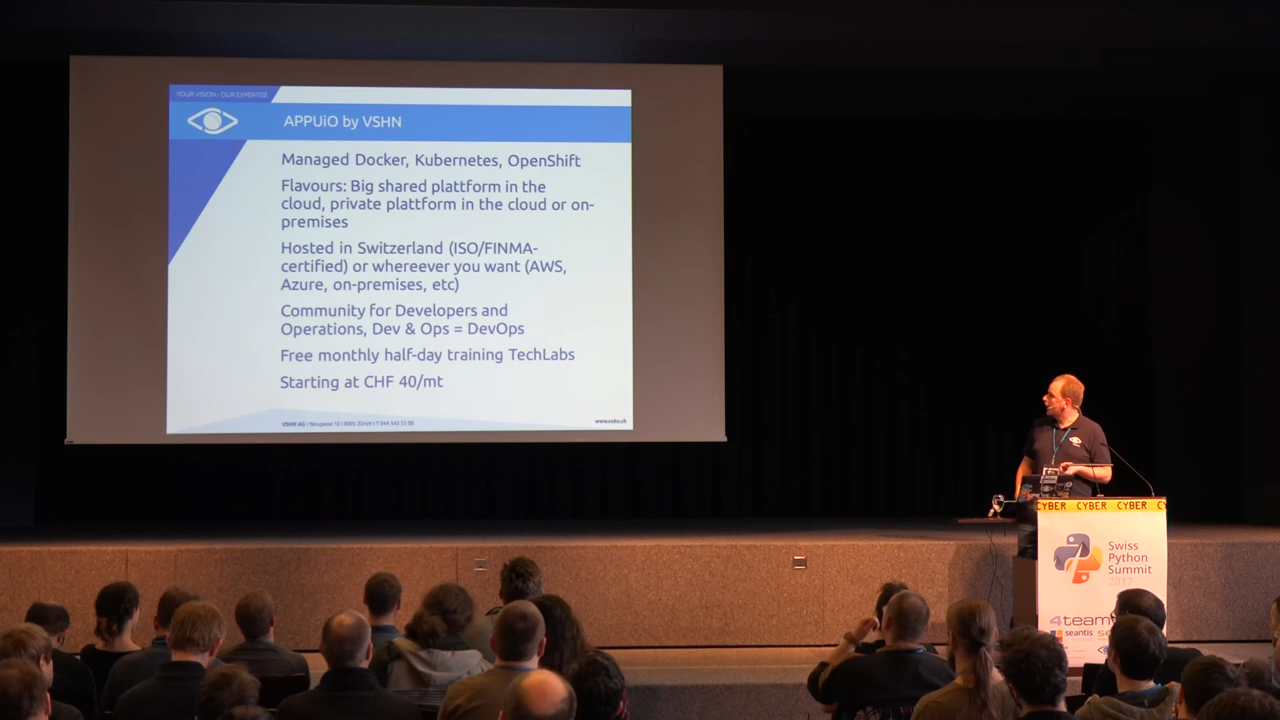 YOUR VISION - OUR EXPERTISE
APPUiO by VSHN
Managed Docker, Kubernetes, OpenShift
Flavours: Big shared plattform in the
cloud, private plattform in the cloud or on-
premises
Hosted in Switzerland (ISO/FINMA-
certified) or whereever you want (AWS,
Azure, on-premises, etc)
Community for Developers and
Operations, Dev & Ops = DevOps
Free monthly half-day training TechLabs
Starting at CHF 40/mt
VSHN AG | Neugasse 10 | 8005 Zürich | T 044 545 53 00
www.vshn.ch
CYBER CYBER CYBER
Swiss
Python
Summit
2017
4team
seantis